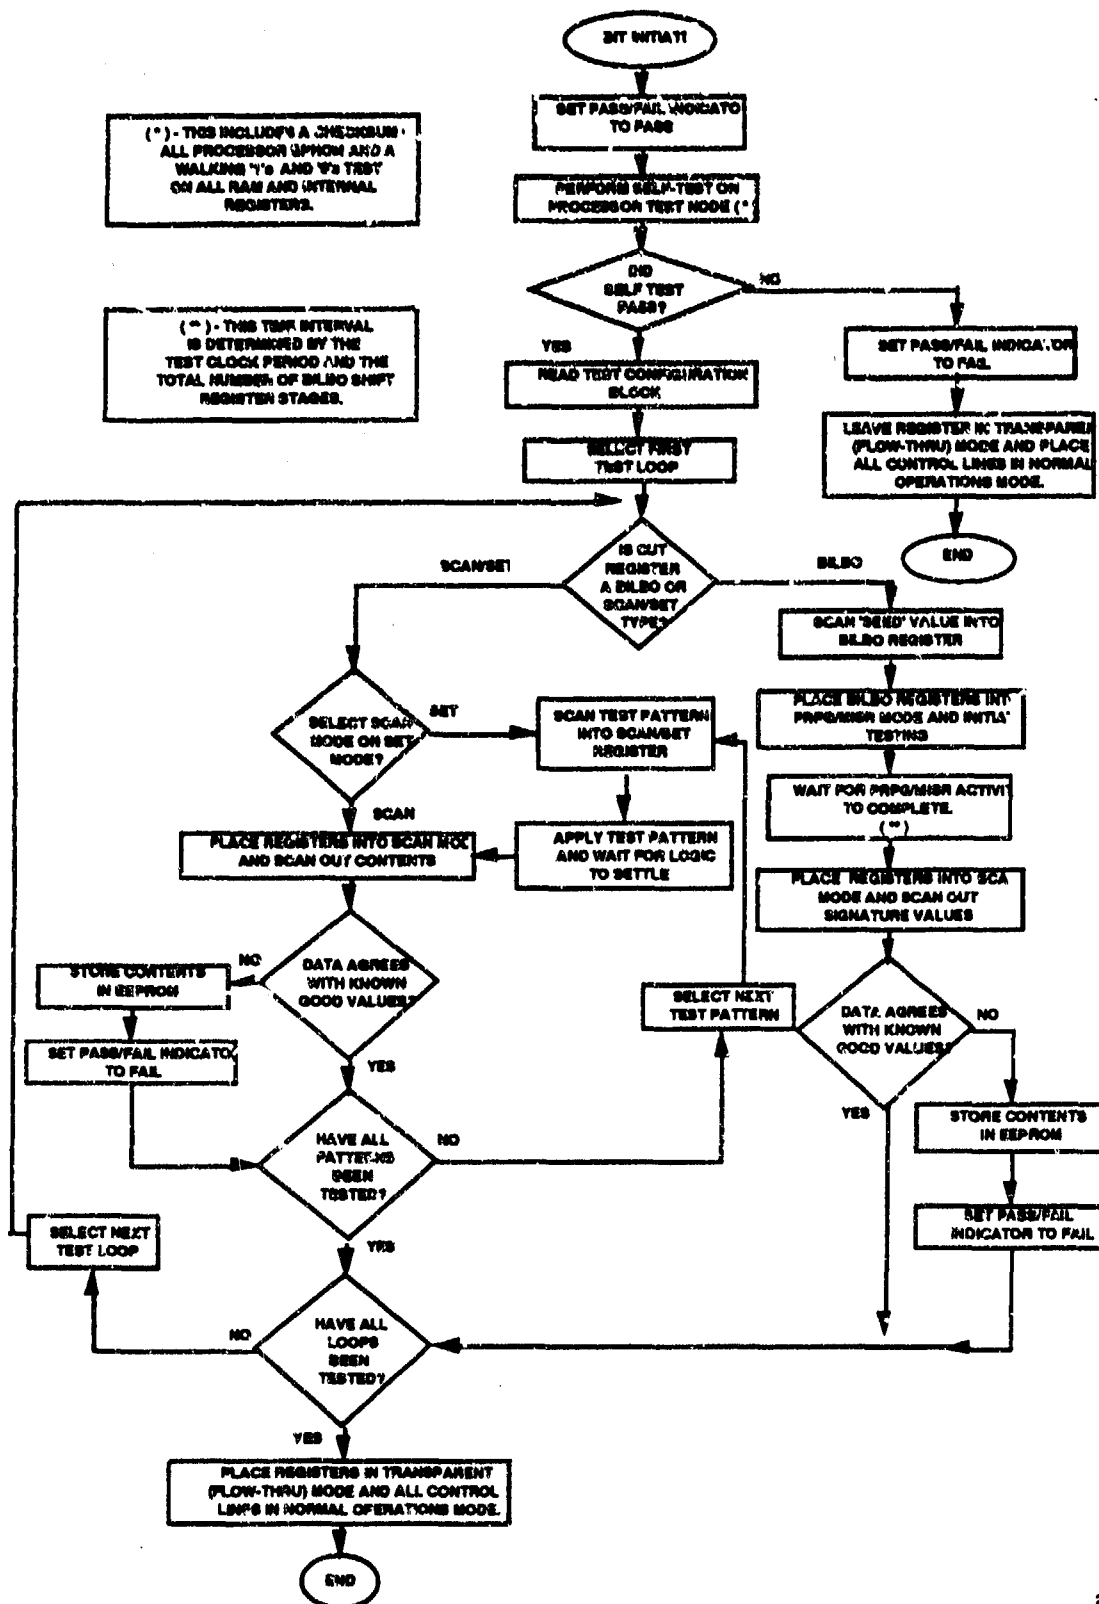 BIT INITIATE
SET PASS/FAIL INDICATO
TO PASS
(*) - THIS INCLUDES A CHECKSUM
ALL PROCESSOR EPROM AND A
WALKING '1's AND '0's TEST
ON ALL RAM AND INTERNAL
REGISTERS.
PERFORM SELF-TEST ON
PROCESSOR TEST NODE (*
DID
SELF TEST
PASS?
NO
YES
(**) - THIS TIME INTERVAL
IS DETERMINED BY THE
TEST CLOCK PERIOD AND THE
TOTAL NUMBER OF BILBO SHIFT
REGISTER STAGES.
SET PASS/FAIL INDICATOR
TO FAIL
READ TEST CONFIGURATION
BLOCK
LEAVE REGISTER IN TRANSPAREN
(FLOW-THRU) MODE AND PLACE
ALL CONTROL LINES IN NORMAL
OPERATIONS MODE.
SELECT FIRST
TEST LOOP
END
IS CUT
REGISTER
A BILBO OR
SCAN/SET
TYPE?
SCAN/SET
BILBO
SCAN 'SEED' VALUE INTO
BILBO REGISTER
SELECT SCAN
MODE OR SET
MODE?
SET
SCAN
SCAN TEST PATTERN
INTO SCAN/SET
REGISTER
PLACE BILBO REGISTERS INT
PRPG/MISR MODE AND INITIA
TESTING
WAIT FOR PRPG/MISR ACTIVI
TO COMPLETE.
(**)
PLACE REGISTERS INTO SCAN MOD
AND SCAN OUT CONTENTS
APPLY TEST PATTERN
AND WAIT FOR LOGIC
TO SETTLE
PLACE REGISTERS INTO SCA
MODE AND SCAN OUT
SIGNATURE VALUES
DATA AGREES
WITH KNOWN
GOOD VALUES?
NO
YES
STORE CONTENTS
IN EEPROM
SET PASS/FAIL INDICATO
TO FAIL
SELECT NEXT
TEST PATTERN
DATA AGREES
WITH KNOWN
GOOD VALUES?
NO
YES
STORE CONTENTS
IN EEPROM
SET PASS/FAIL
INDICATOR TO FAIL
HAVE ALL
PATTERNS
BEEN
TESTED?
NO
YES
SELECT NEXT
TEST LOOP
HAVE ALL
LOOPS
BEEN
TESTED?
NO
YES
PLACE REGISTERS IN TRANSPARENT
(FLOW-THRU) MODE AND ALL CONTROL
LINES IN NORMAL OPERATIONS MODE.
END